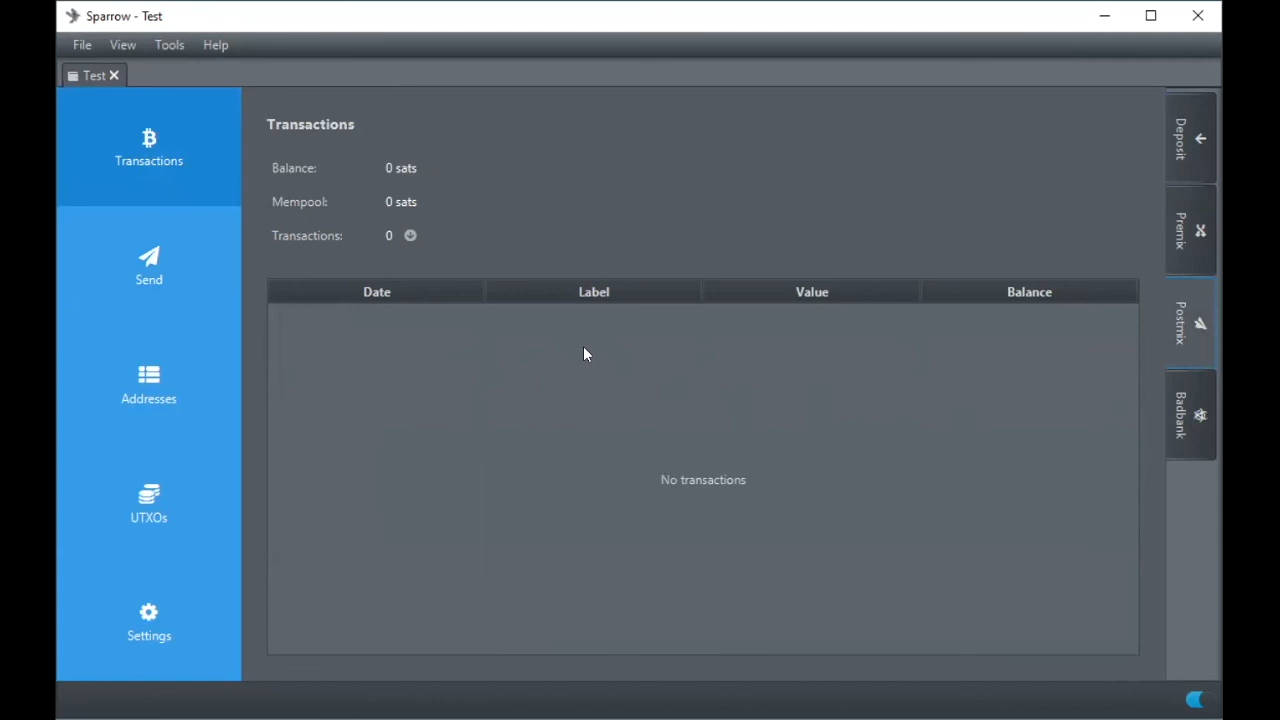 Sparrow - Test
File View Tools Help
Test
Transactions
Send
Addresses
UTXOs
Settings
Transactions
Balance: 0 sats
Mempool: 0 sats
Transactions: 0
Date Label Value Balance
No transactions
Deposit
Premix
Postmix
Badbank